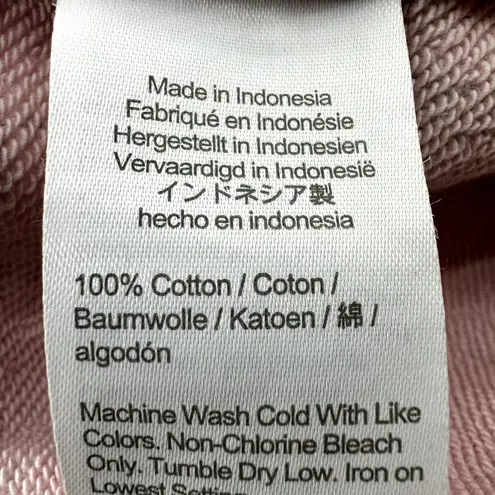 Made in Indonesia
Fabriqué en Indonésie
Hergestellt in Indonesien
Vervaardigd in Indonesië
インドネシア製
hecho en indonesia
100% Cotton / Coton /
Baumwolle / Katoen / 綿 /
algodón
Machine Wash Cold With Like
Colors. Non-Chlorine Bleach
Only. Tumble Dry Low. Iron on
Lowest Setting